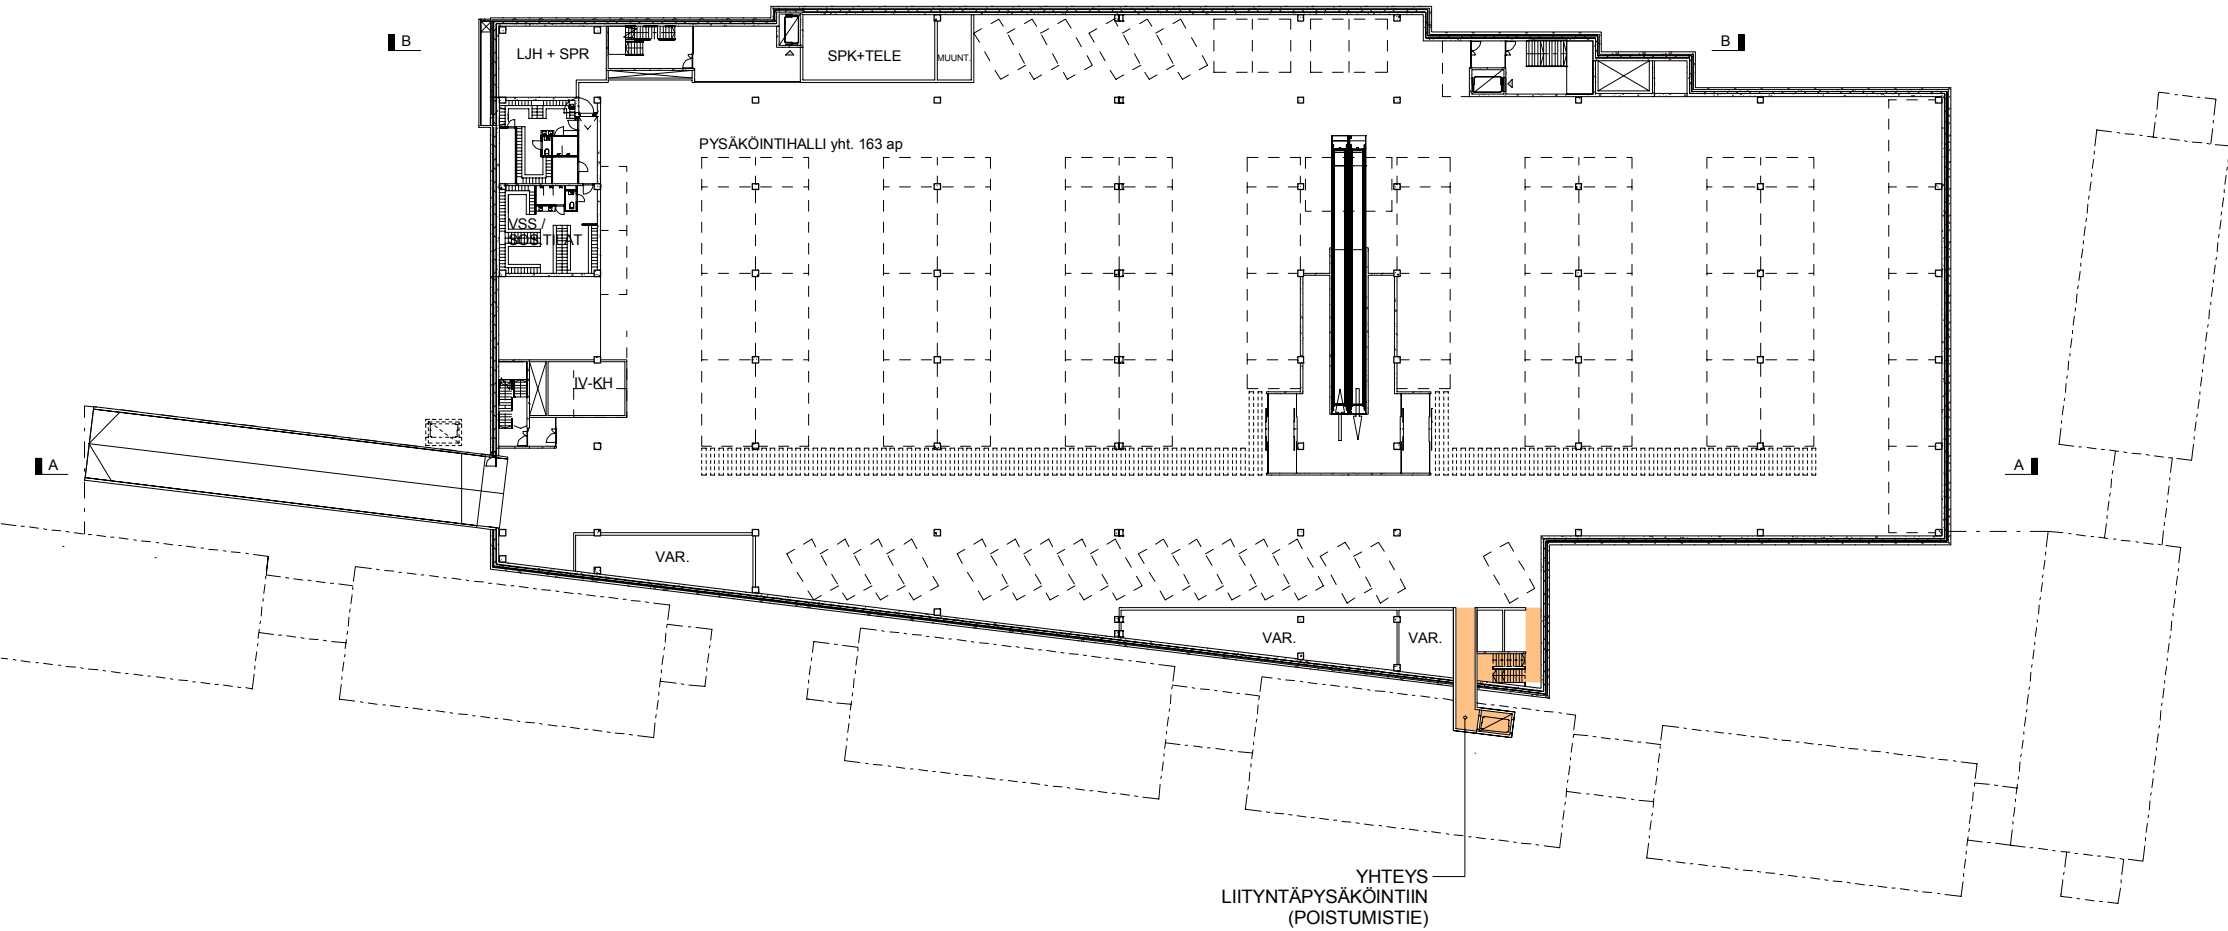 B
B
LJH + SPR
SPK+TELE
MUUNT.
PYSÄKÖINTIHALLI yht. 163 ap
VSS /
SOS.TILAT
IV-KH
A
A
VAR.
VAR.
VAR.
YHTEYS
LIITYNTÄPYSÄKÖINTIIN
(POISTUMISTIE)